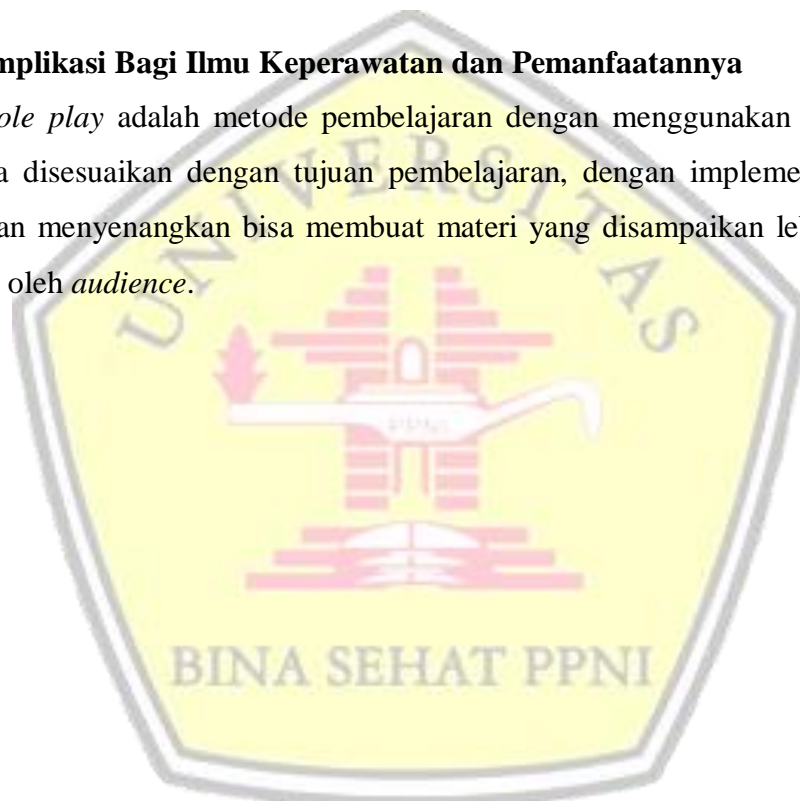 mplikasi Bagi Ilmu Keperawatan dan Pemanfaatannya
ole play adalah metode pembelajaran dengan menggunakan
a disesuaikan dengan tujuan pembelajaran, dengan impleme
an menyenangkan bisa membuat materi yang disampaikan le
oleh audience.
UNIVERSITAS
BINA SEHAT PPNI